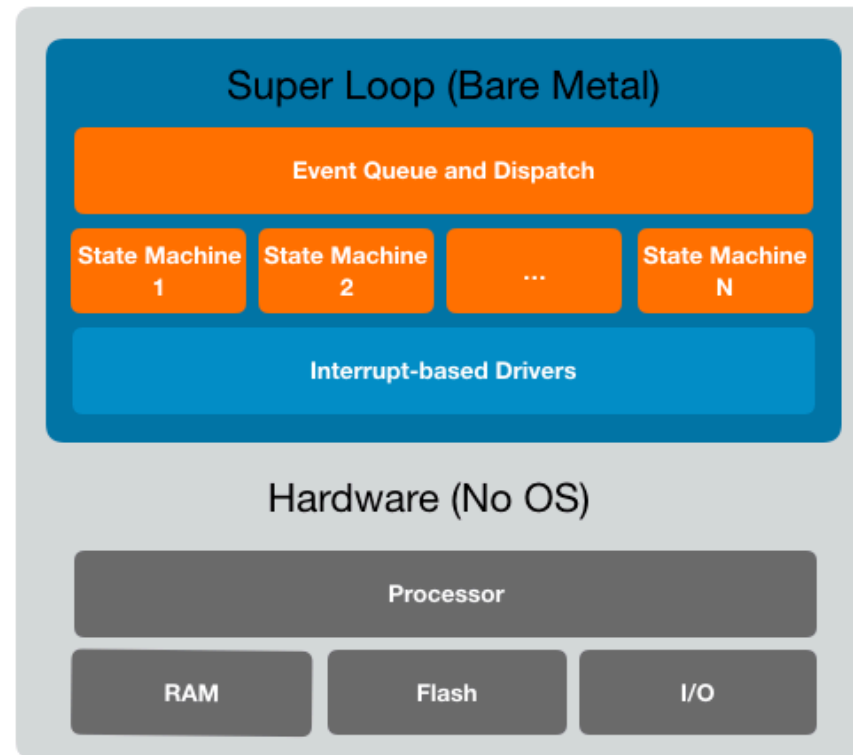 Super Loop (Bare Metal)
Event Queue and Dispatch
State Machine
1
State Machine
2
...
State Machine
N
Interrupt-based Drivers
Hardware (No OS)
Processor
RAM
Flash
I/O